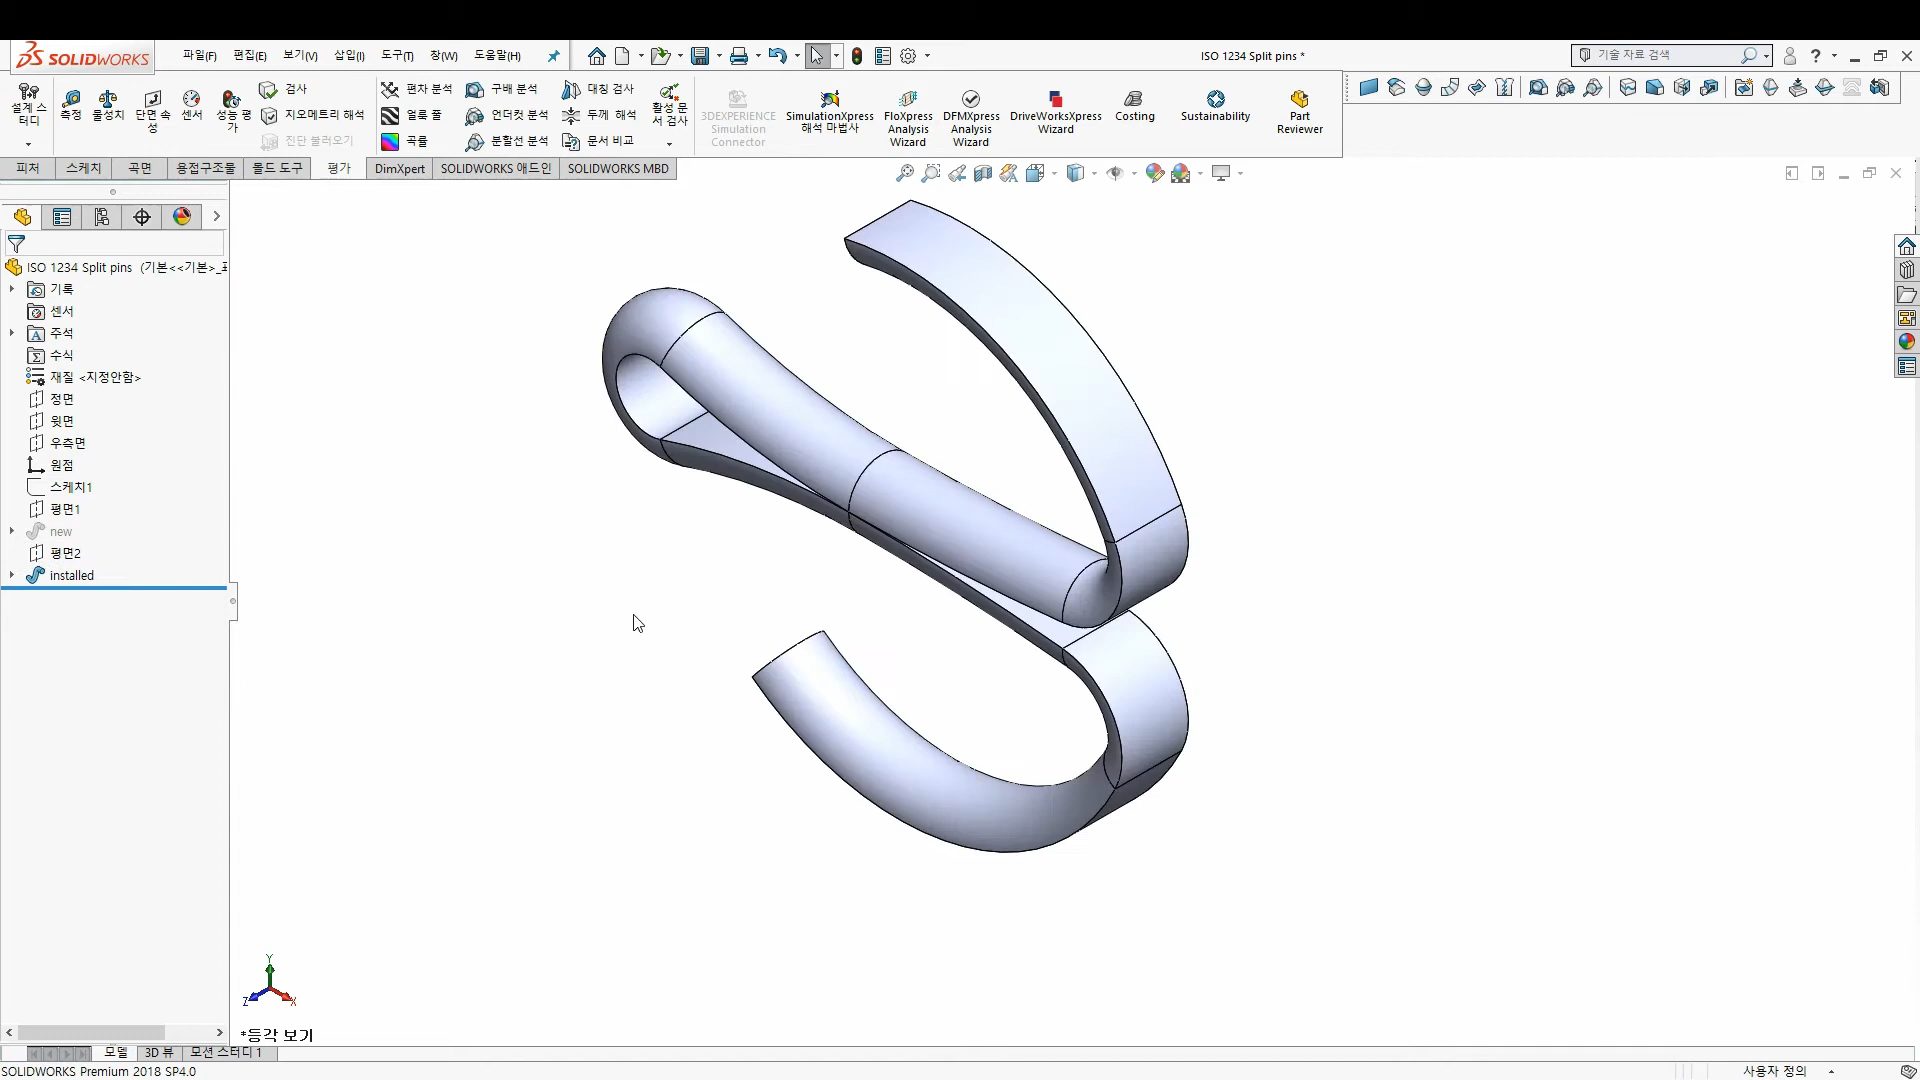 SOLIDWORKS
파일(F) 편집(E) 보기(V) 삽입(I) 도구(T) 창(W) 도움말(H)
ISO 1234 Split pins *
기술 자료 검색
설계 스터디
측정
물성치
단면 속성
센서
성능 평가
검사
지오메트리 해석
진단 불러오기
편차 분석
얼룩 줄
곡률
구배 분석
언더컷 분석
분할선 분석
대칭 검사
두께 해석
문서 비교
활성 문서 검사
3DEXPERIENCE
Simulation
Connector
SimulationXpress
해석 마법사
FloXpress
Analysis
Wizard
DFMXpress
Analysis
Wizard
DriveWorksXpress
Wizard
Costing
Sustainability
Part
Reviewer
피처 스케치 곡면 용접구조물 몰드 도구 평가 DimXpert SOLIDWORKS 애드인 SOLIDWORKS MBD
ISO 1234 Split pins (기본<<기본>_
기록
센서
주석
수식
재질 <지정안함>
정면
윗면
우측면
원점
스케치1
평면1
new
평면2
installed
Y
Z
X
*등각 보기
모델 3D 뷰 모션 스터디 1
SOLIDWORKS Premium 2018 SP4.0
사용자 정의